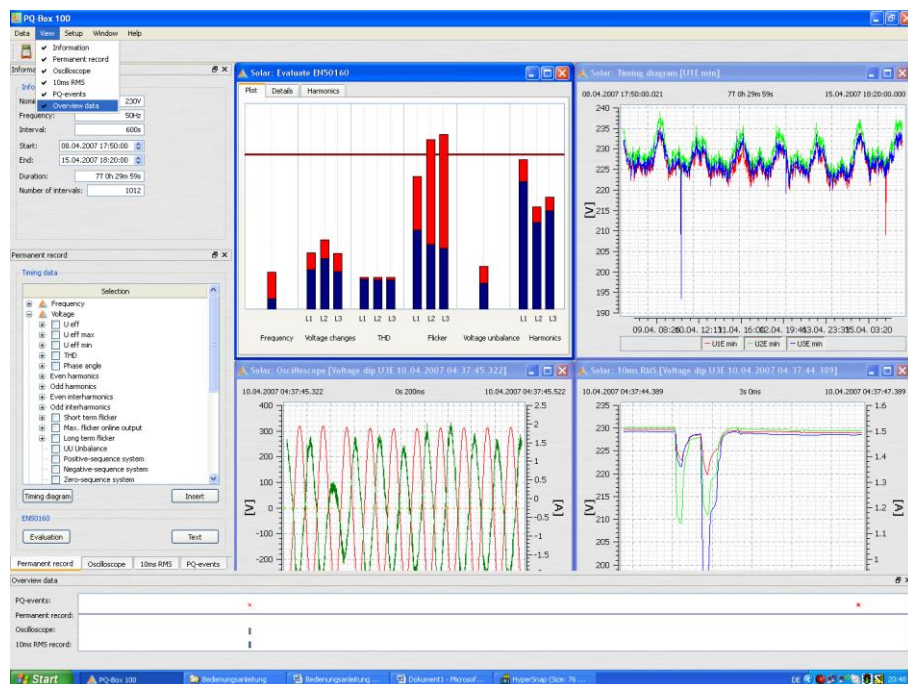 PQ-Box 100
Data View Setup Window Help
Information
Permanent record
Oscilloscope
10ms RMS
PQ-events
Overview data
230V
Frequency: 50Hz
Interval: 600s
Start: 08.04.2007 17:50:00
End: 15.04.2007 18:20:00
Duration: 7T 0h 29m 59s
Number of intervals: 1012
Permanent record
Timing data
Selection
Frequency
Voltage
U eff
U eff max
U eff min
THD
Phase angle
Even harmonics
Odd harmonics
Even interharmonics
Odd interharmonics
Short term flicker
Max. flicker online output
Long term flicker
UU Unbalance
Positive-sequence system
Negative-sequence system
Zero-sequence system
Timing diagram Insert
EN50160
Evaluation Text
Permanent record Oscilloscope 10ms RMS PQ-events
Solar: Evaluate EN50160
Plot Details Harmonics
L1 L2 L3 L1 L2 L3 L1 L2 L3 L1 L2 L3
Frequency Voltage changes THD Flicker Voltage unbalance Harmonics
Solar: Timing diagram [U1E min]
08.04.2007 17:50:00.021 7T 0h 29m 59s 15.04.2007 18:20:00.000
240
235
230
225
220
[V]
215
210
205
200
195
190
U1E min U2E min U3E min
Solar: Oscilloscope [Voltage dip U3E 10.04.2007 04:37:45.322]
10.04.2007 04:37:45.322 0s 200ms 10.04.2007 04:37:45.522
400 2.5
300 2
200 1.5
100 1
0.5
[V] 0 0 [A]
-0.5
-100 -1
-200 -1.5
Solar: 10ms RMS [Voltage dip U3E 10.04.2007 04:37:44.389]
10.04.2007 04:37:44.389 3s 0ms 10.04.2007 04:37:47.389
235 1.6
230 1.5
225 1.4
220 1.3
[V] 215 [A]
210 1.2
205 1.1
200 1
Overview data
PQ-events:
Permanent record:
Oscilloscope:
10ms RMS record:
Start PQ-Box 100 Bedienungsanleitung Bedienungsanleitung ... Dokument1 - Microsof... HyperSnap (Size: 76 ... DE 20:48